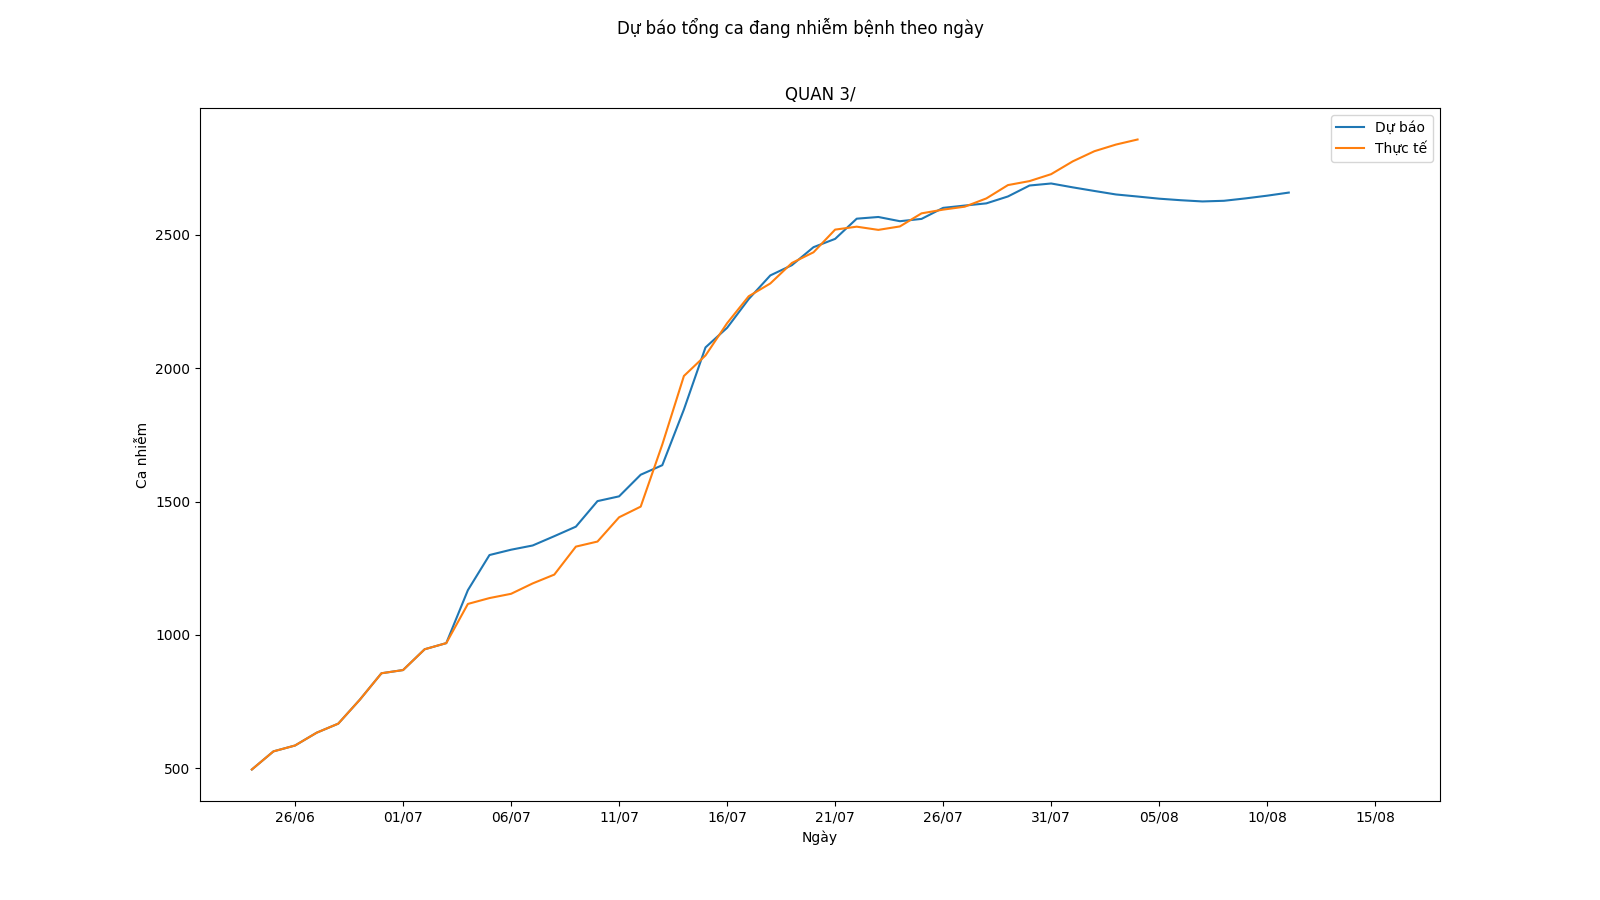 Dự báo tổng ca đang nhiễm bệnh theo ngày
QUAN 3/
Dự báo
Thực tế
Ca nhiễm
2500
2000
1500
1000
500
26/06 01/07 06/07 11/07 16/07 21/07 26/07 31/07 05/08 10/08 15/08
Ngày